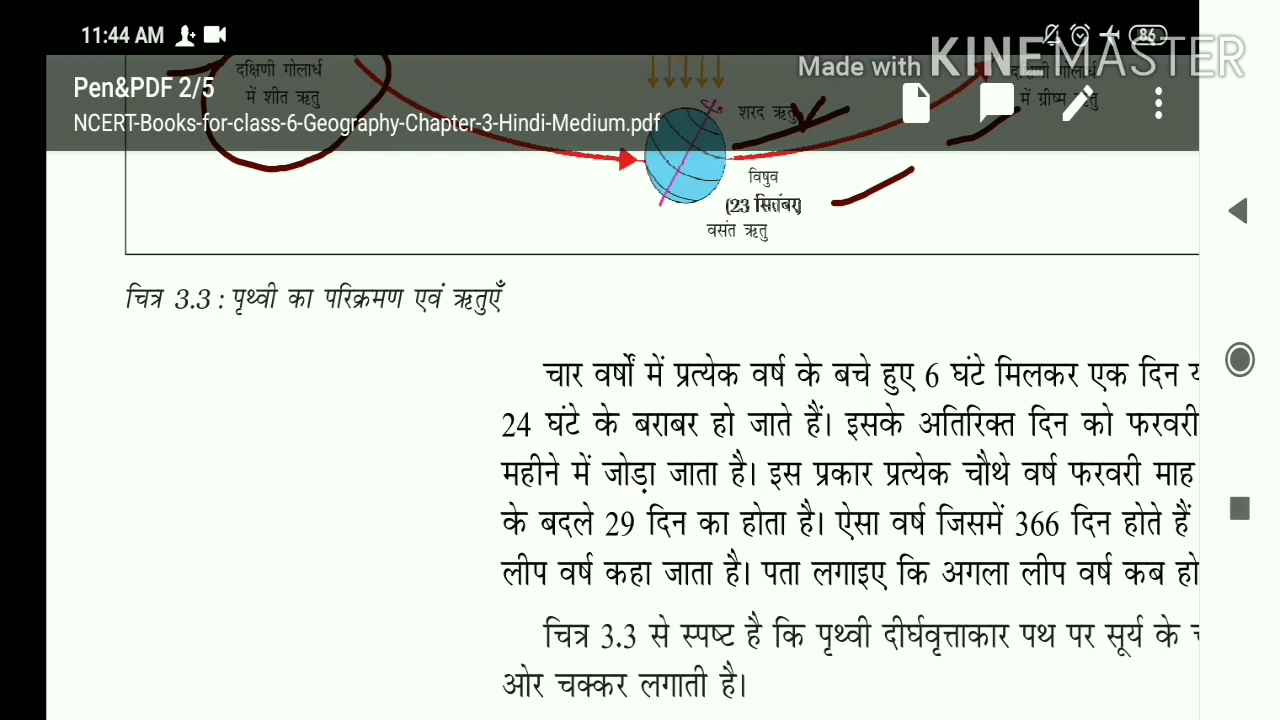 11:44 AM
86
Made with KINEMASTER
दक्षिणी गोलार्ध
में शीत ऋतु
Pen&PDF 2/5
NCERT-Books-for-class-6-Geography-Chapter-3-Hindi-Medium.pdf
शरद ऋतु
दक्षिणी गोलार्ध
में ग्रीष्म ऋतु
विषुव
(23 सितंबर)
वसंत ऋतु
चित्र 3.3 : पृथ्वी का परिक्रमण एवं ऋतुएँ
चार वर्षों में प्रत्येक वर्ष के बचे हुए 6 घंटे मिलकर एक दिन
24 घंटे के बराबर हो जाते हैं। इसके अतिरिक्त दिन को फरवरी
महीने में जोड़ा जाता है। इस प्रकार प्रत्येक चौथे वर्ष फरवरी माह
के बदले 29 दिन का होता है। ऐसा वर्ष जिसमें 366 दिन होते हैं
लीप वर्ष कहा जाता है। पता लगाइए कि अगला लीप वर्ष कब हो
चित्र 3.3 से स्पष्ट है कि पृथ्वी दीर्घवृत्ताकार पथ पर सूर्य के
ओर चक्कर लगाती है।